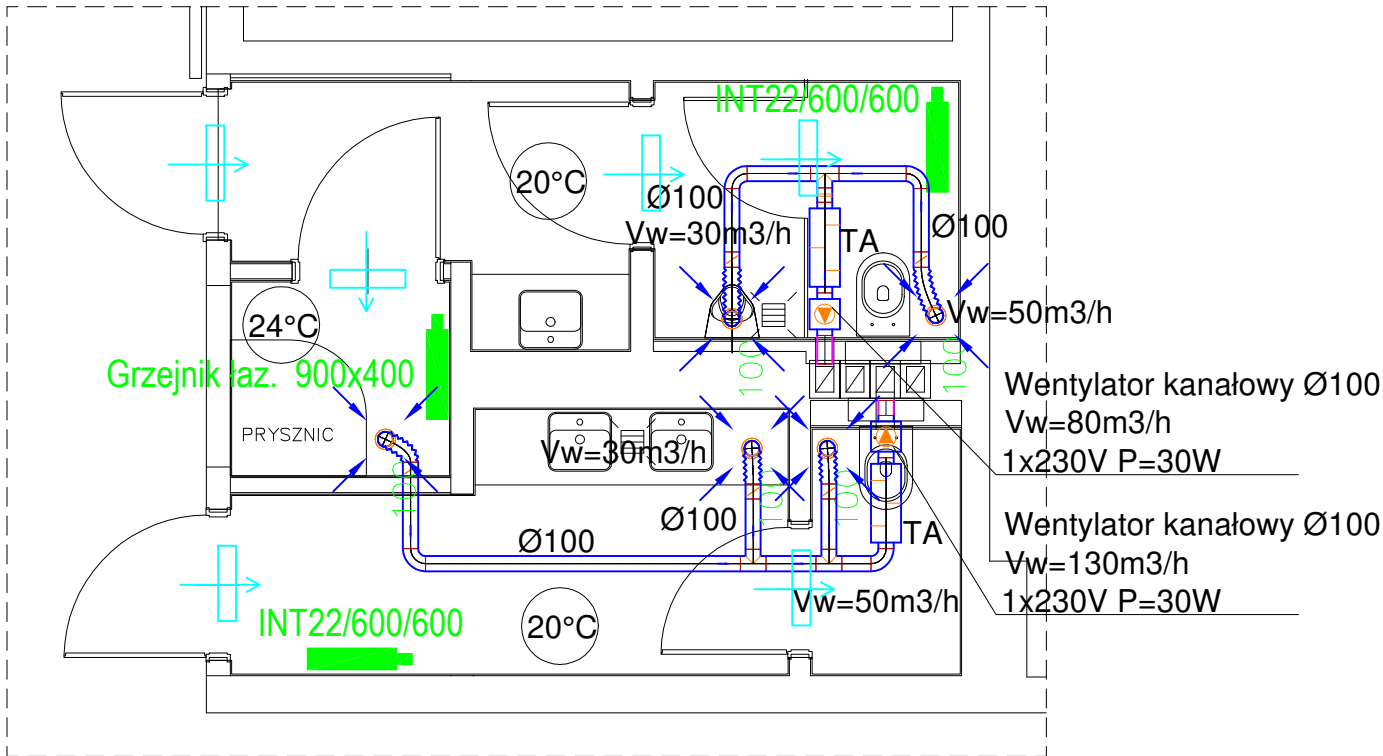 INT22/600/600
20°C
Ø100
Vw=30m3/h
TA
Ø100
24°C
Vw=50m3/h
Grzejnik łaz. 900x400
100
100
Wentylator kanałowy Ø100
Vw=80m3/h
1x230V P=30W
PRYSZNIC
Vw=30m3/h
100
100
100
Ø100
Ø100
TA
Wentylator kanałowy Ø100
Vw=130m3/h
1x230V P=30W
Vw=50m3/h
INT22/600/600
20°C